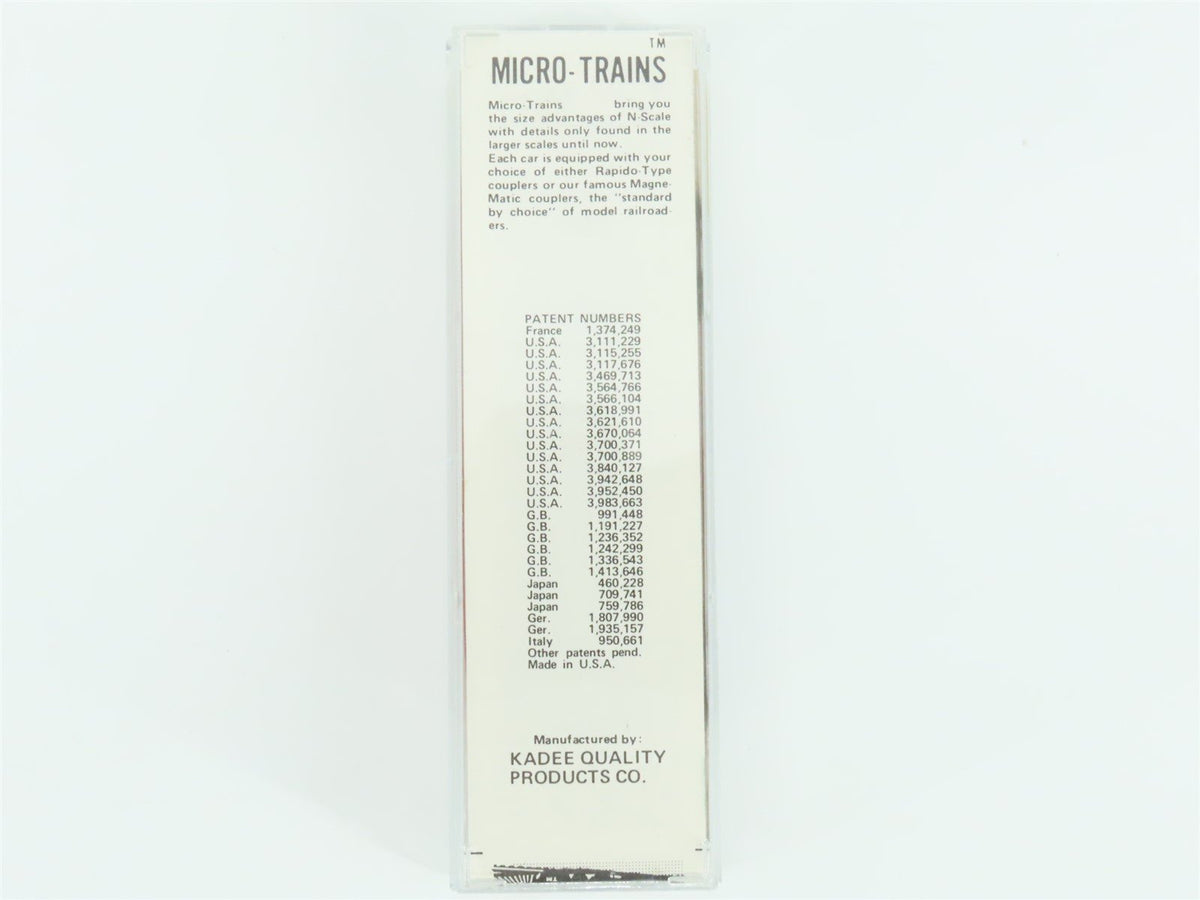 TM
MICRO-TRAINS
Micro-Trains bring you
the size advantages of N-Scale
with details only found in the
larger scales until now.
Each car is equipped with your
choice of either Rapido-Type
couplers or our famous Magne-
Matic couplers, the "standard
by choice" of model railroad-
ers.
PATENT NUMBERS
France 1,374,249
U.S.A. 3,111,229
U.S.A. 3,115,255
U.S.A. 3,117,676
U.S.A. 3,469,713
U.S.A. 3,564,766
U.S.A. 3,566,104
U.S.A. 3,618,991
U.S.A. 3,621,610
U.S.A. 3,670,064
U.S.A. 3,700,371
U.S.A. 3,700,889
U.S.A. 3,840,127
U.S.A. 3,942,648
U.S.A. 3,952,450
U.S.A. 3,983,663
G.B. 991,448
G.B. 1,191,227
G.B. 1,236,352
G.B. 1,242,299
G.B. 1,336,543
G.B. 1,413,646
Japan 460,228
Japan 709,741
Japan 759,786
Ger. 1,807,990
Ger. 1,935,157
Italy 950,661
Other patents pend.
Made in U.S.A.
Manufactured by:
KADEE QUALITY
PRODUCTS CO.
TM